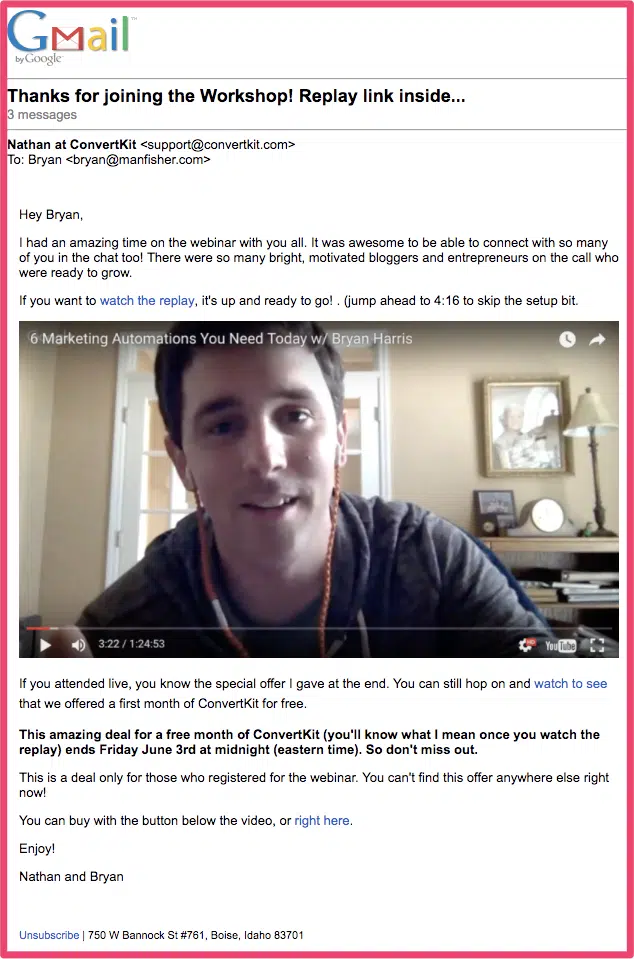 Gmail™
by Google™
Thanks for joining the Workshop! Replay link inside...
3 messages
Nathan at ConvertKit <support@convertkit.com>
To: Bryan <bryan@manfisher.com>
Hey Bryan,
I had an amazing time on the webinar with you all. It was awesome to be able to connect with so many
of you in the chat too! There were so many bright, motivated bloggers and entrepreneurs on the call who
were ready to grow.
If you want to watch the replay, it's up and ready to go! . (jump ahead to 4:16 to skip the setup bit.
6 Marketing Automations You Need Today w/ Bryan Harris
3:22 / 1:24:53
HD
YouTube
If you attended live, you know the special offer I gave at the end. You can still hop on and watch to see
that we offered a first month of ConvertKit for free.
This amazing deal for a free month of ConvertKit (you'll know what I mean once you watch the
replay) ends Friday June 3rd at midnight (eastern time). So don't miss out.
This is a deal only for those who registered for the webinar. You can't find this offer anywhere else right
now!
You can buy with the button below the video, or right here.
Enjoy!
Nathan and Bryan
Unsubscribe | 750 W Bannock St #761, Boise, Idaho 83701